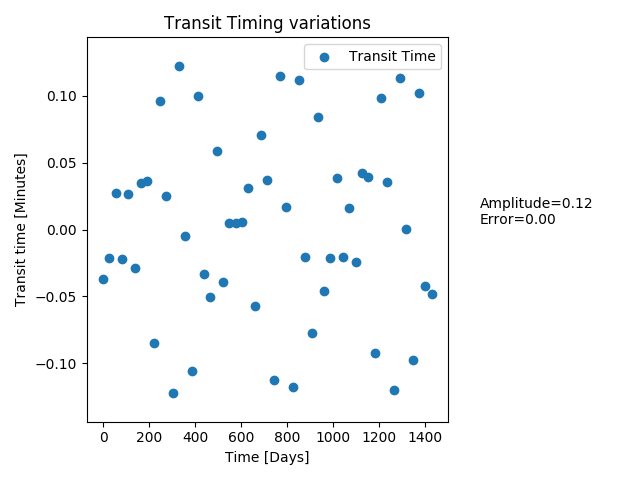 Transit Timing variations
Transit Time
0.10
0.05
0.00
−0.05
−0.10
Transit time [Minutes]
0 200 400 600 800 1000 1200 1400
Time [Days]
Amplitude=0.12
Error=0.00